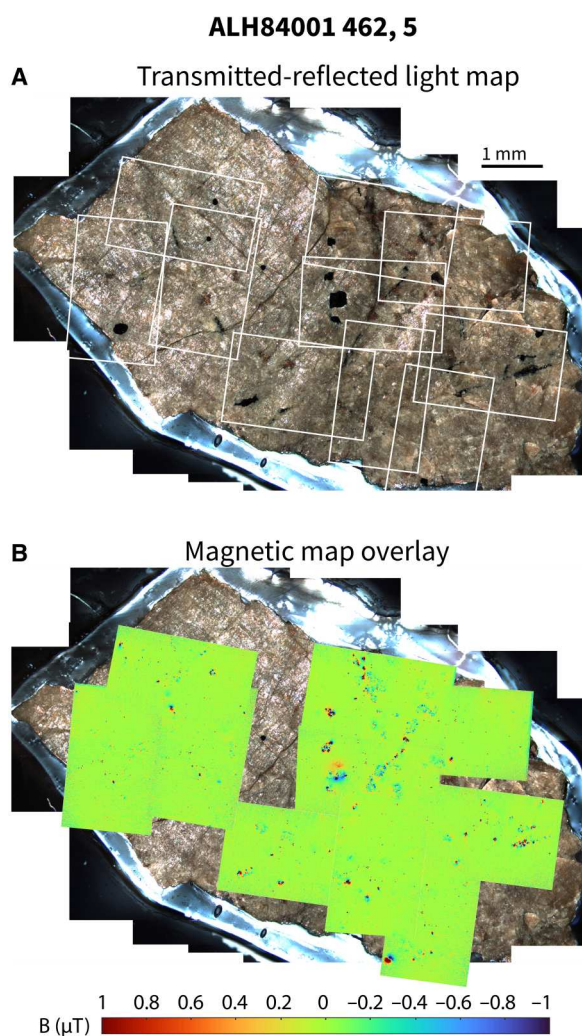 ALH84001 462, 5
A
Transmitted-reflected light map
1 mm
B
Magnetic map overlay
B (μT)
1 0.8 0.6 0.4 0.2 0 −0.2 −0.4 −0.6 −0.8 −1